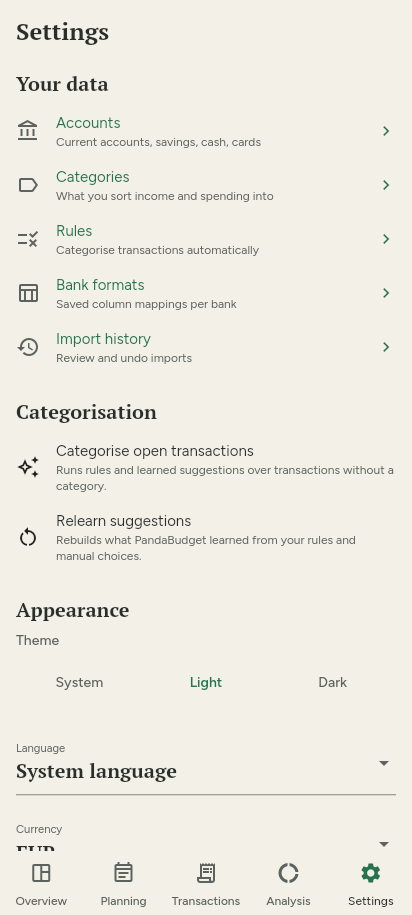 Settings
Your data
Accounts
Current accounts, savings, cash, cards
Categories
What you sort income and spending into
Rules
Categorise transactions automatically
Bank formats
Saved column mappings per bank
Import history
Review and undo imports
Categorisation
Categorise open transactions
Runs rules and learned suggestions over transactions without a
category.
Relearn suggestions
Rebuilds what PandaBudget learned from your rules and
manual choices.
Appearance
Theme
System Light Dark
Language
System language
Currency
EUR
Overview Planning Transactions Analysis Settings